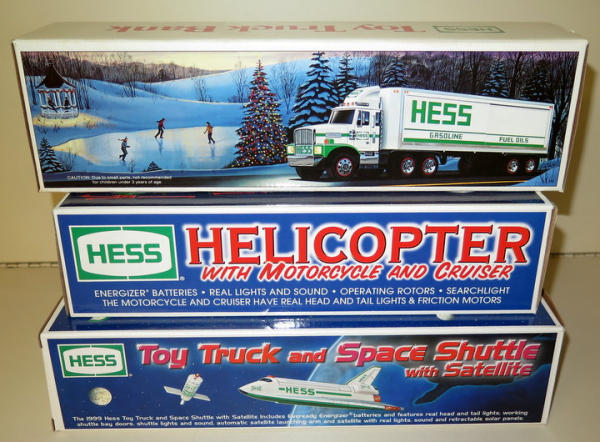 HESS Toy Truck Bank
HESS
HESS
GASOLINE FUEL OILS
CAUTION: Due to small parts, not recommended
for children under 3 years of age
HESS
HELICOPTER
WITH MOTORCYCLE AND CRUISER
ENERGIZER® BATTERIES • REAL LIGHTS AND SOUND • OPERATING ROTORS • SEARCHLIGHT
THE MOTORCYCLE AND CRUISER HAVE REAL HEAD AND TAIL LIGHTS & FRICTION MOTORS
HESS
Toy Truck and Space Shuttle
with Satellite
HESS
The 1999 Hess Toy Truck and Space Shuttle with Satellite includes Eveready Energizer® batteries and features real head and tail lights, working
shuttle bay doors, shuttle lights and sound, automatic satellite launching arm and satellite with real lights, sound and retractable solar panels.